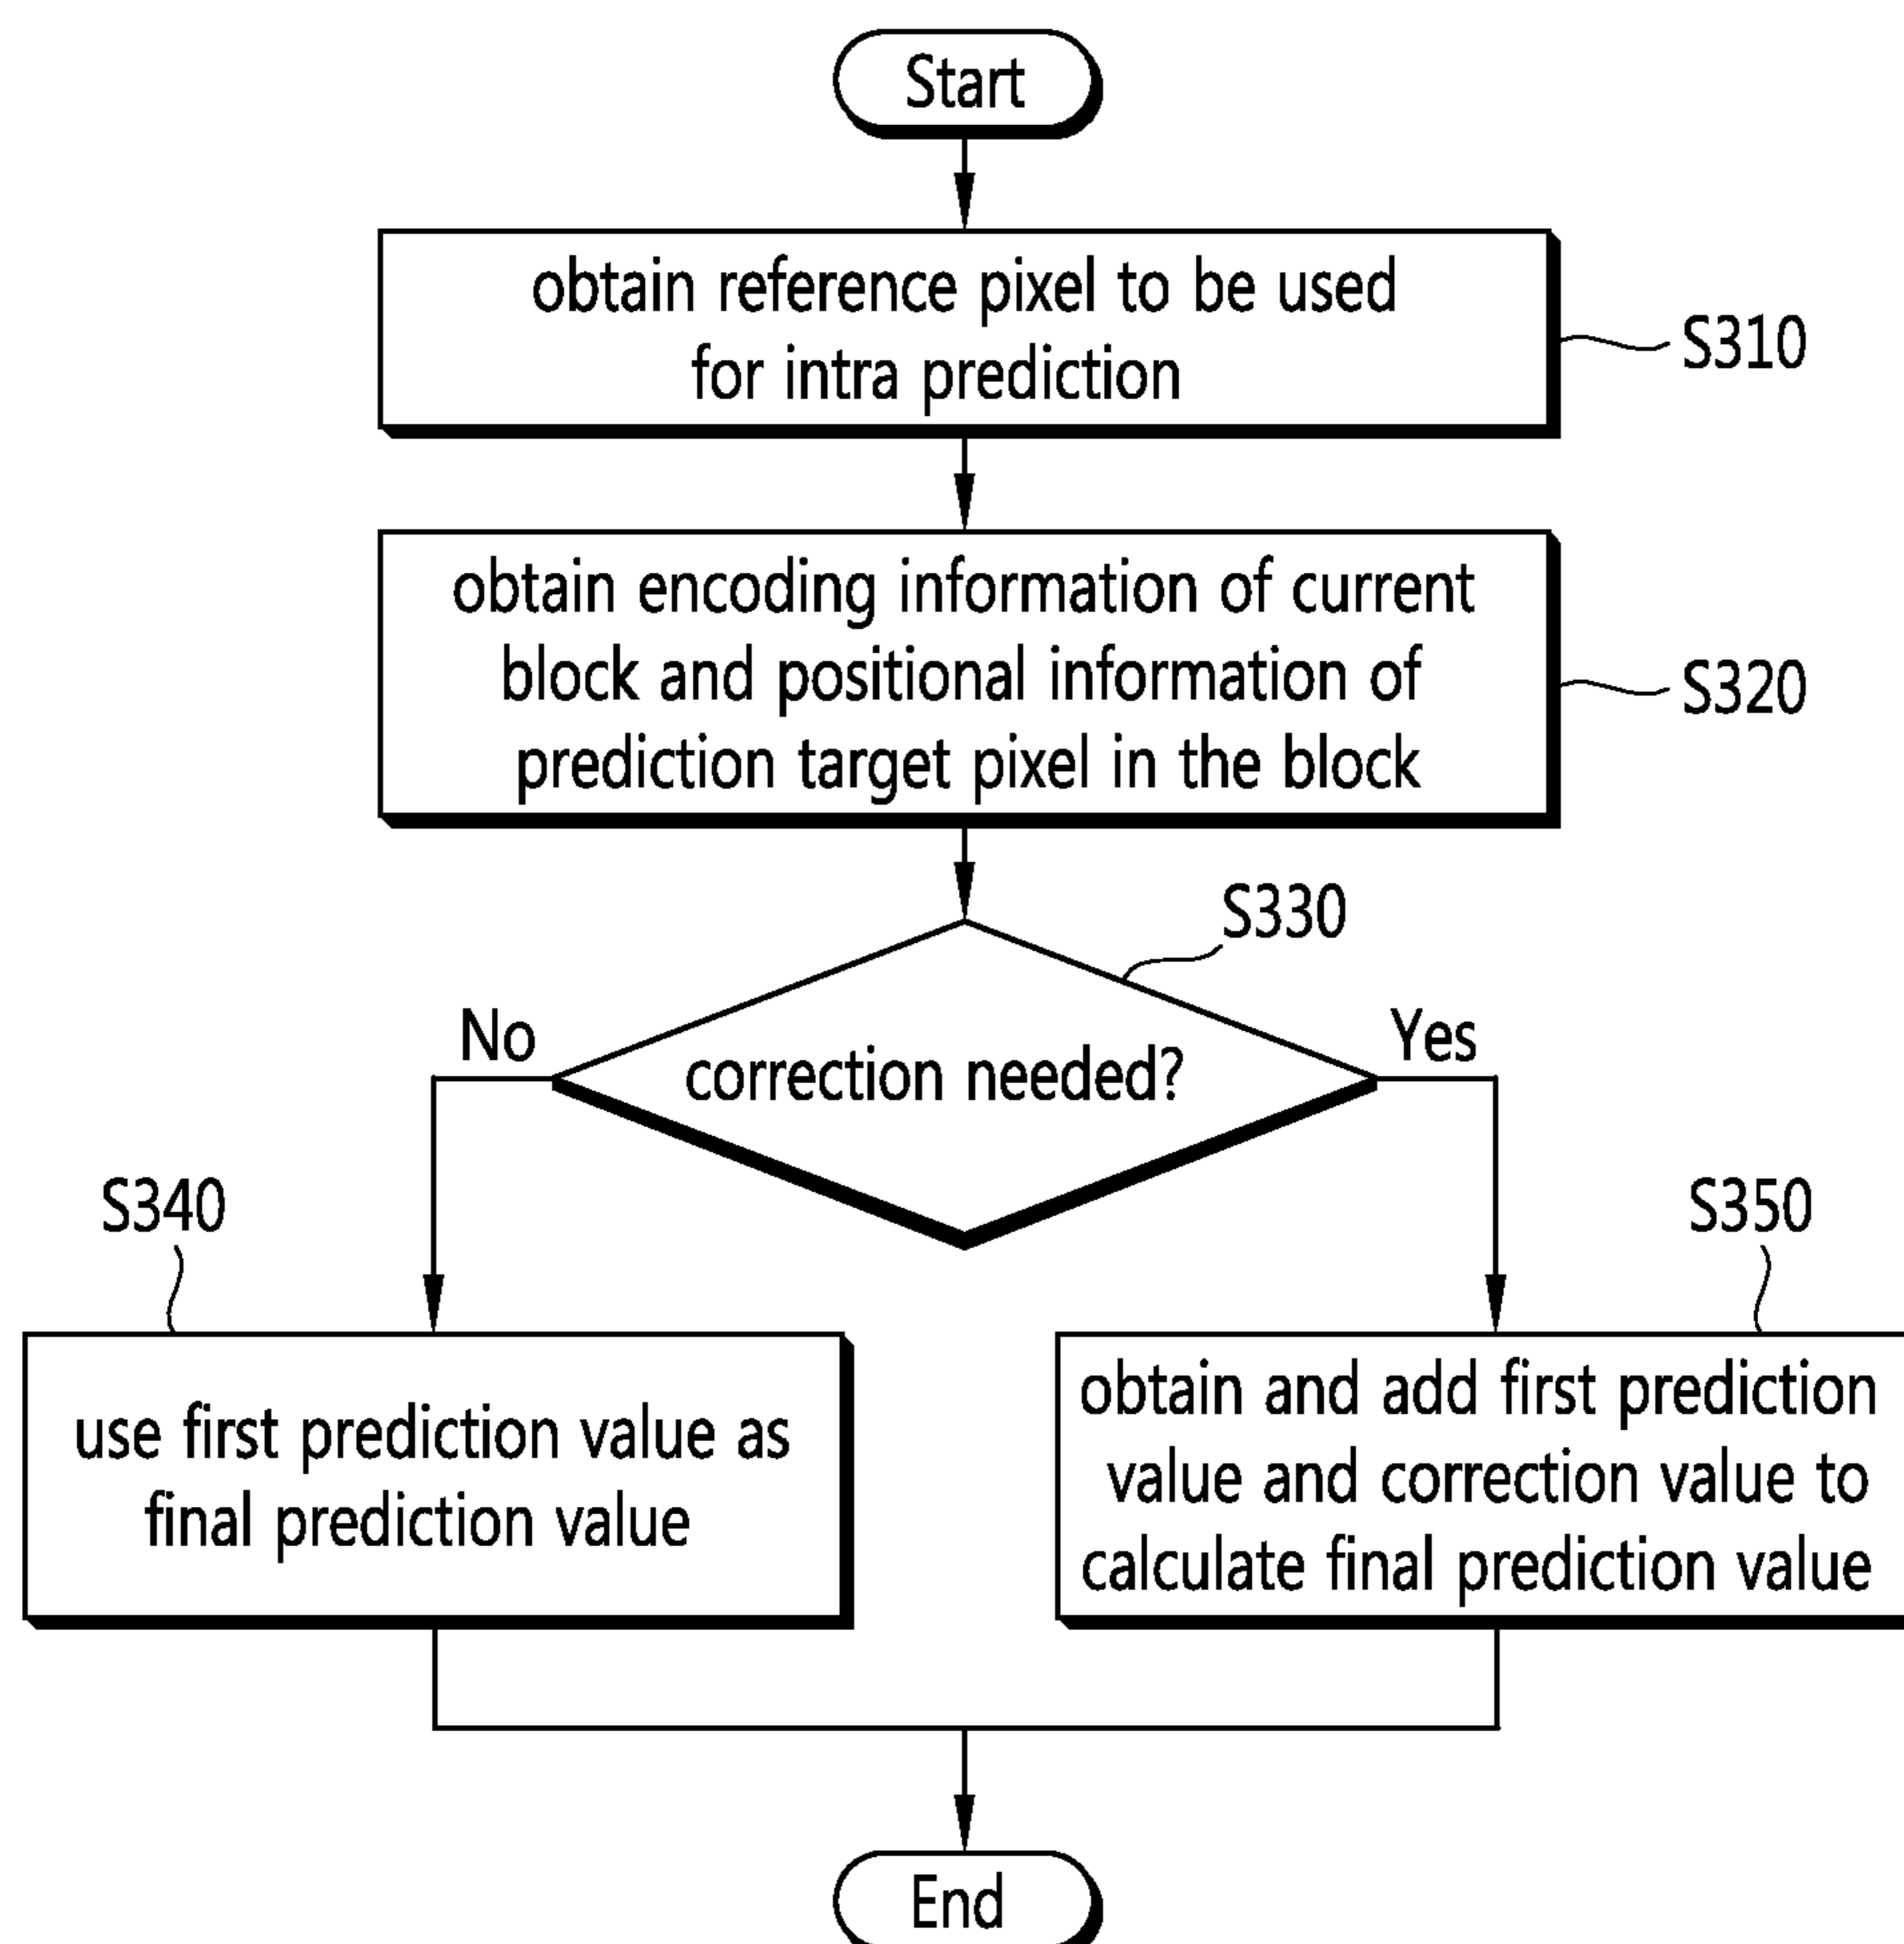 Start
obtain reference pixel to be used
for intra prediction
S310
obtain encoding information of current
block and positional information of
prediction target pixel in the block
S320
S330
No
correction needed?
Yes
S340
S350
use first prediction value as
final prediction value
obtain and add first prediction
value and correction value to
calculate final prediction value
End